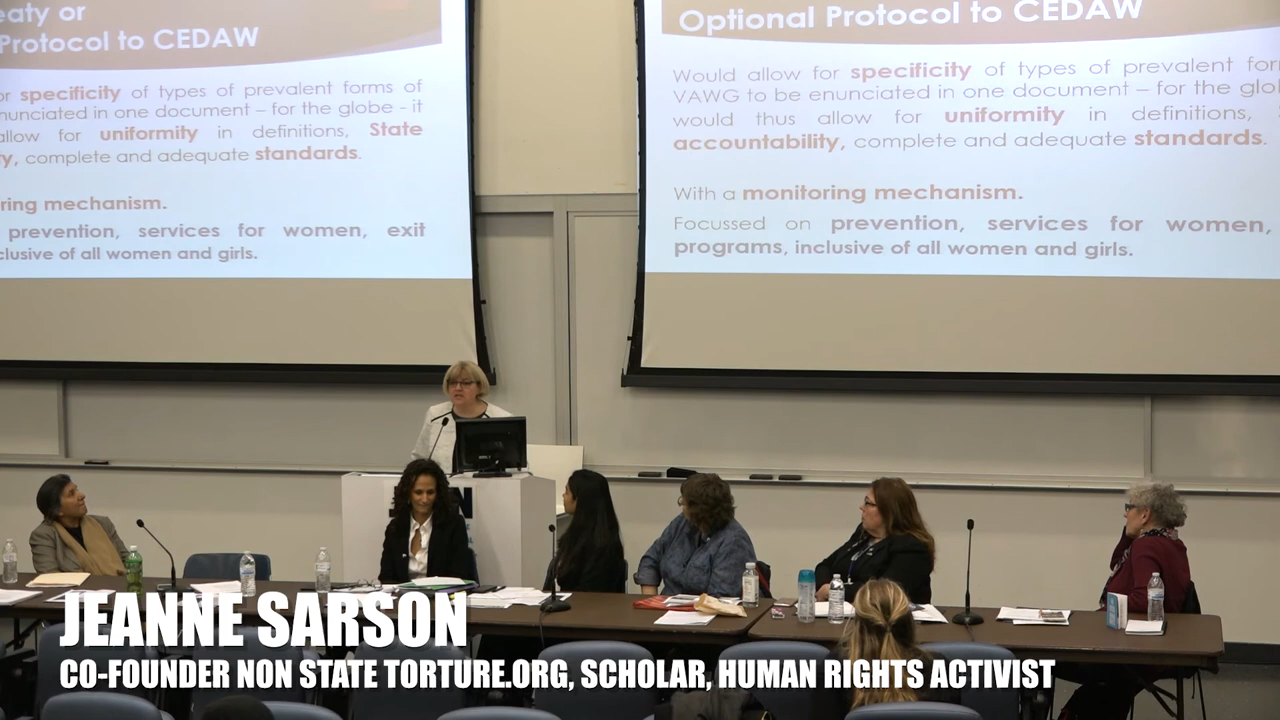 eaty or
Protocol to CEDAW
or specificity of types of prevalent forms of
nunciated in one document – for the globe - it
allow for uniformity in definitions, State
y, complete and adequate standards.
ring mechanism.
prevention, services for women, exit
clusive of all women and girls.
Optional Protocol to CEDAW
Would allow for specificity of types of prevalent for
VAWG to be enunciated in one document – for the glo
would thus allow for uniformity in definitions,
accountability, complete and adequate standards.
With a monitoring mechanism.
Focussed on prevention, services for women,
programs, inclusive of all women and girls.
JEANNE SARSON
CO-FOUNDER NON STATE TORTURE.ORG, SCHOLAR, HUMAN RIGHTS ACTIVIST